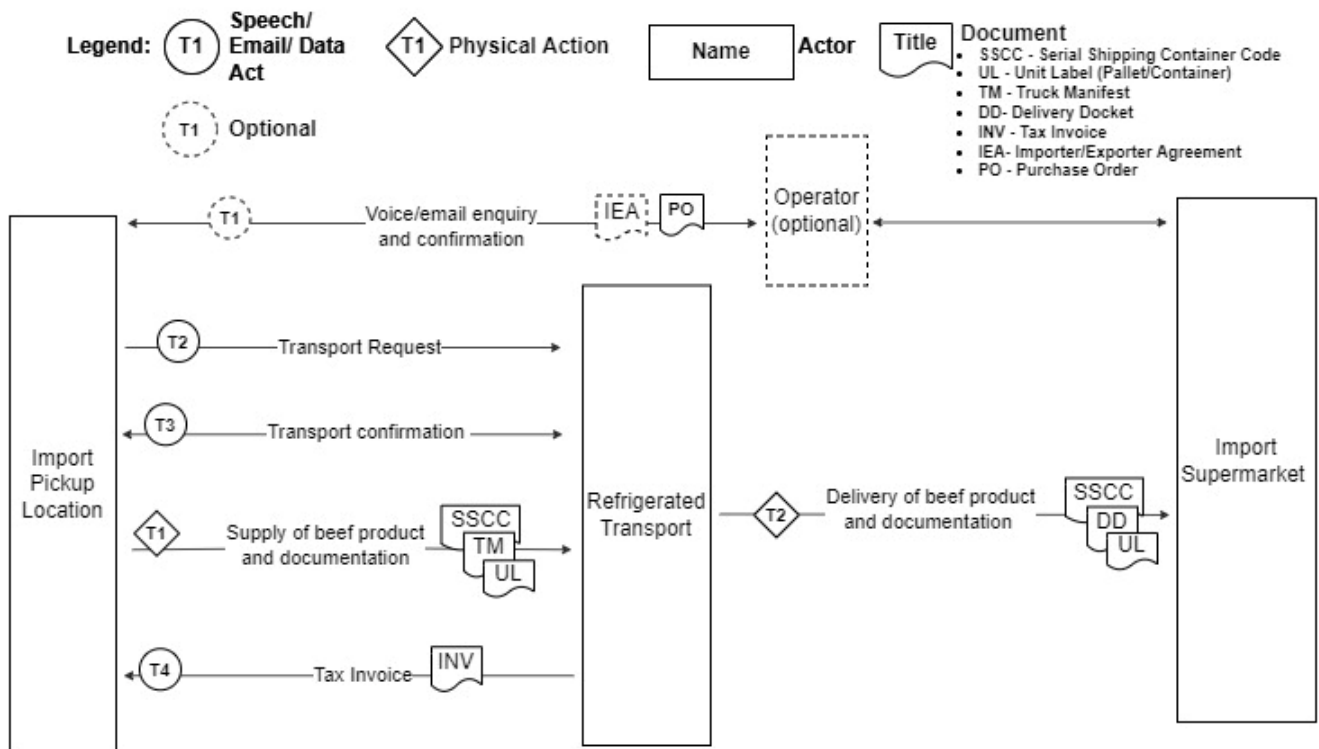 Legend:
T1
Speech/
Email/ Data
Act
T1
Physical Action
Name
Actor
Title
Document
• SSCC - Serial Shipping Container Code
• UL - Unit Label (Pallet/Container)
• TM - Truck Manifest
• DD- Delivery Docket
• INV - Tax Invoice
• IEA- Importer/Exporter Agreement
• PO - Purchase Order
T1
Optional
T1
Voice/email enquiry
and confirmation
IEA
PO
Operator
(optional)
T2
Transport Request
T3
Transport confirmation
Import
Pickup
Location
T1
Supply of beef product
and documentation
SSCC
TM
UL
Refrigerated
Transport
T2
Delivery of beef product
and documentation
SSCC
DD
UL
Import
Supermarket
T4
Tax Invoice
INV